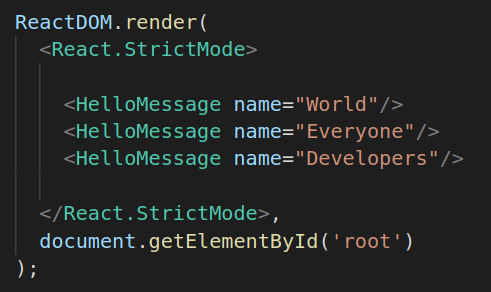 ReactDOM.render(
<React.StrictMode>
<HelloMessage name="World"/>
<HelloMessage name="Everyone"/>
<HelloMessage name="Developers"/>
</React.StrictMode>,
document.getElementById('root')
);